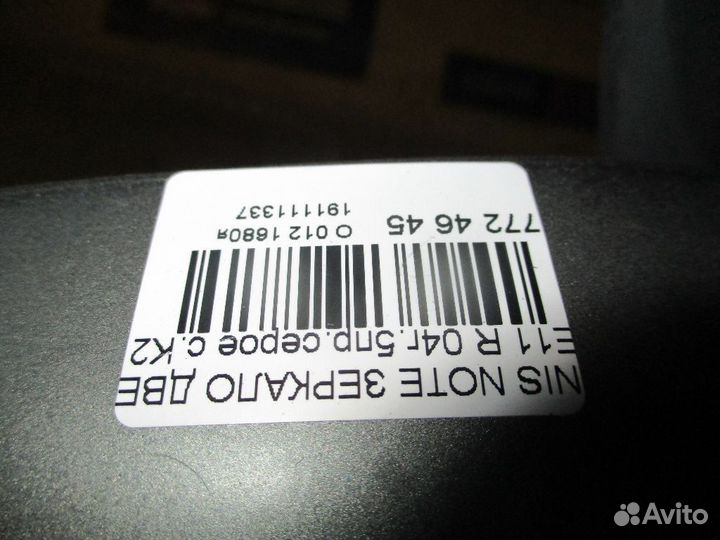 NIS NOTE ЗЕРКАЛО ДВЕ
E11 R 04г.5пр.серое с.К2
772 46 45 О 012 1680я
191111337
Avito